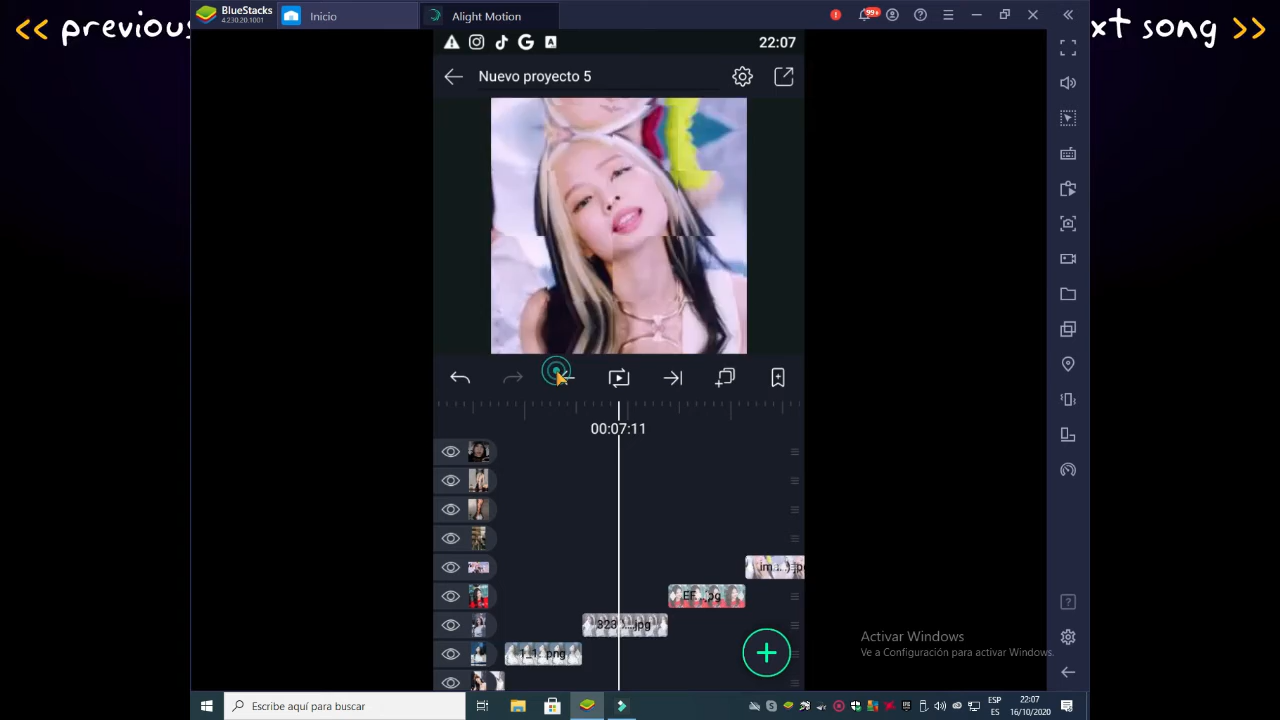 << previous
xt song >>
BlueStacks
4.230.20.1001
Inicio
Alight Motion
99+
22:07
Nuevo proyecto 5
00:07:11
1_1...png
Activar Windows
Ve a Configuración para activar Windows.
Escribe aquí para buscar
ESP
ES
22:07
16/10/2020